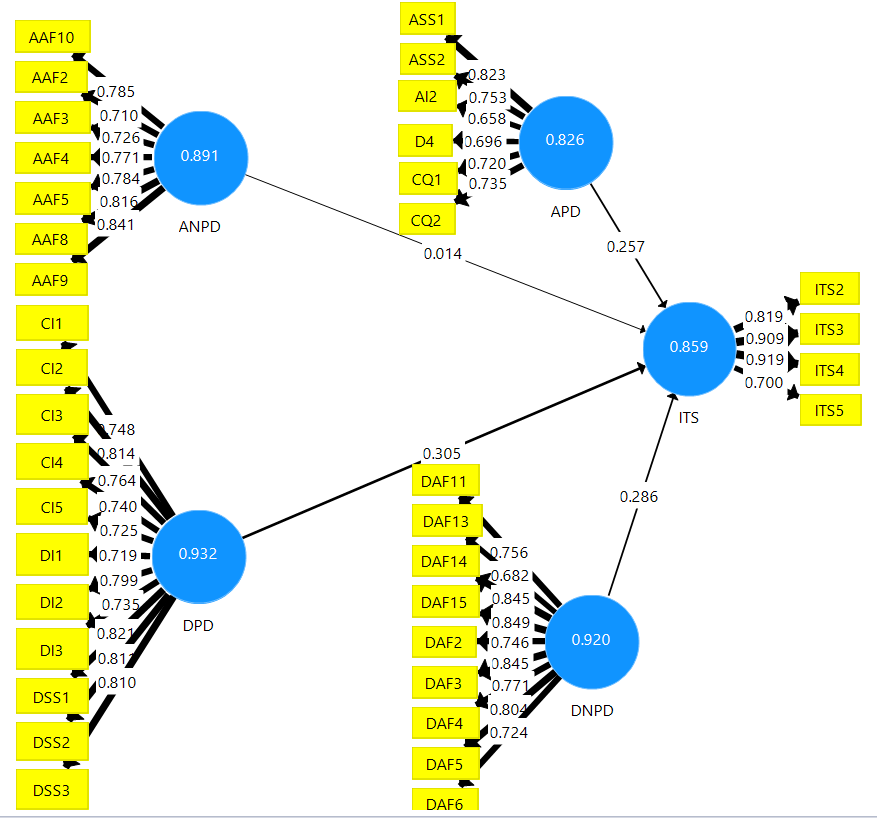 AAF10
AAF2
AAF3
AAF4
AAF5
AAF8
AAF9
0.785
0.710
0.726
0.771
0.784
0.816
0.841
0.891
ANPD
ASS1
ASS2
AI2
D4
CQ1
CQ2
0.823
0.753
0.658
0.696
0.720
0.735
0.826
APD
0.014
0.257
0.859
ITS
0.819
0.909
0.919
0.700
ITS2
ITS3
ITS4
ITS5
CI1
CI2
CI3
CI4
CI5
DI1
DI2
DI3
DSS1
DSS2
DSS3
0.748
0.814
0.764
0.740
0.725
0.719
0.799
0.735
0.821
0.810
0.932
DPD
0.305
0.286
DAF11
DAF13
DAF14
DAF15
DAF2
DAF3
DAF4
DAF5
DAF6
0.756
0.682
0.845
0.849
0.746
0.845
0.771
0.804
0.724
0.920
DNPD